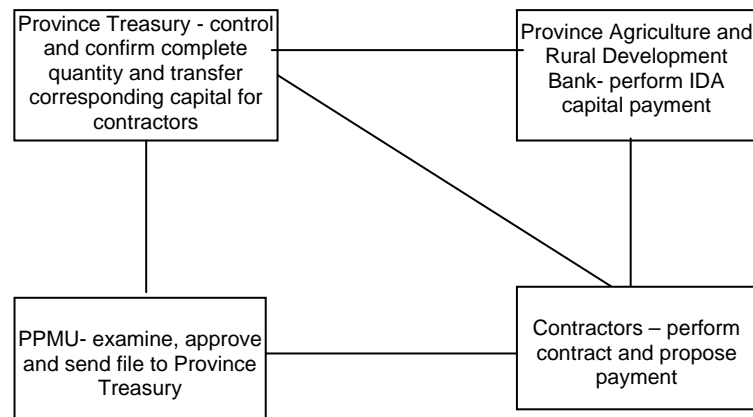 Province Treasury - control
and confirm complete
quantity and transfer
corresponding capital for
contractors
Province Agriculture and
Rural Development
Bank- perform IDA
capital payment
PPMU- examine, approve
and send file to Province
Treasury
Contractors – perform
contract and propose
payment